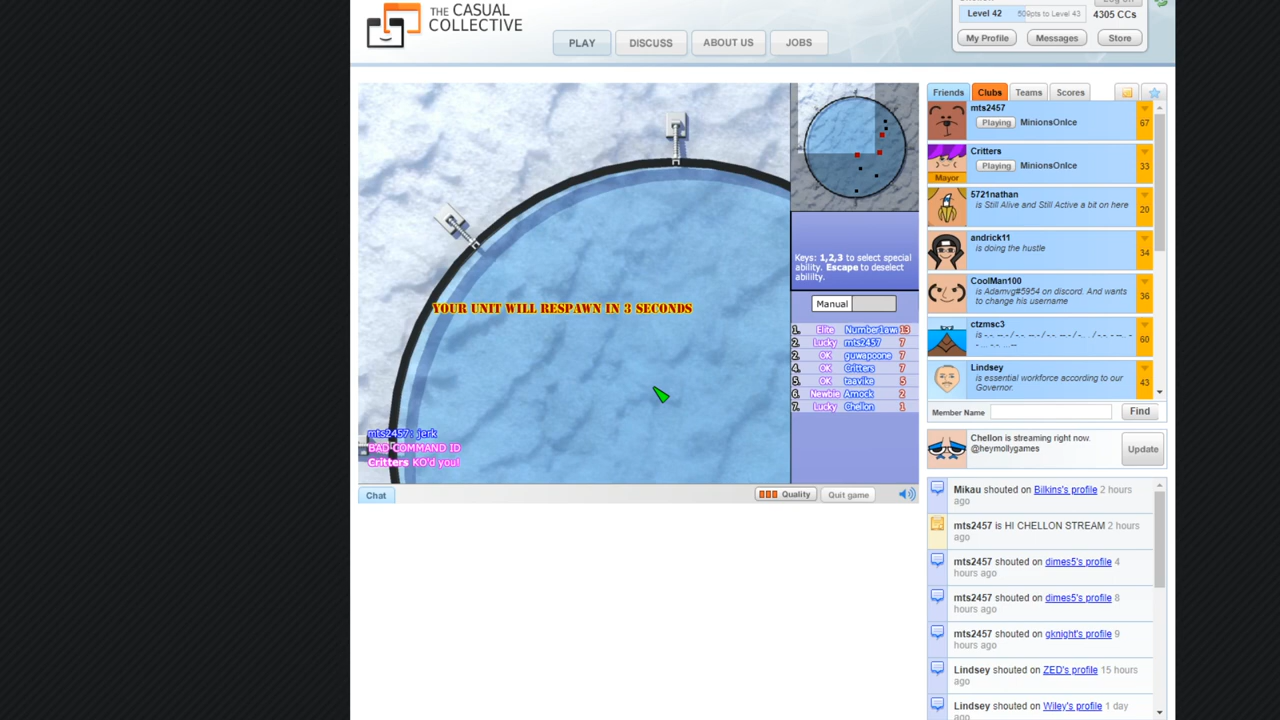 THE CASUAL
COLLECTIVE
PLAY
DISCUSS
ABOUT US
JOBS
Level 42
509pts to Level 43
4305 CCs
My Profile
Messages
Store
Keys: 1,2,3 to select special
ability. Escape to deselect
ability.
Manual
1. Elite Number1awe 13
2. Lucky mts2457 7
2. OK guwapoone 7
4. OK Critters 7
5. OK taavike 5
6. Newbie Arnock 2
7. Lucky Chellon 1
YOUR UNIT WILL RESPAWN IN 3 SECONDS
mts2457: jerk
BAD COMMAND ID
Critters KO'd you!
Chat
Quality
Quit game
Friends
Clubs
Teams
Scores
mts2457
Playing MinionsOnIce
67
Critters
Playing MinionsOnIce
33
Mayor
5721nathan
is Still Alive and Still Active a bit on here
20
andrick11
is doing the hustle
34
CoolMan100
is Adamvg#5954 on discord. And wants
to change his username
36
ctzmsc3
60
Lindsey
is essential workforce according to our
Governor.
43
Member Name
Find
Chellon is streaming right now.
@heymollygames
Update
Mikau shouted on Bilkins's profile 2 hours
ago
mts2457 is HI CHELLON STREAM 2 hours
ago
mts2457 shouted on dimes5's profile 4
hours ago
mts2457 shouted on dimes5's profile 8
hours ago
mts2457 shouted on gknight's profile 9
hours ago
Lindsey shouted on ZED's profile 15 hours
ago
Lindsey shouted on Wiley's profile 1 day
ago